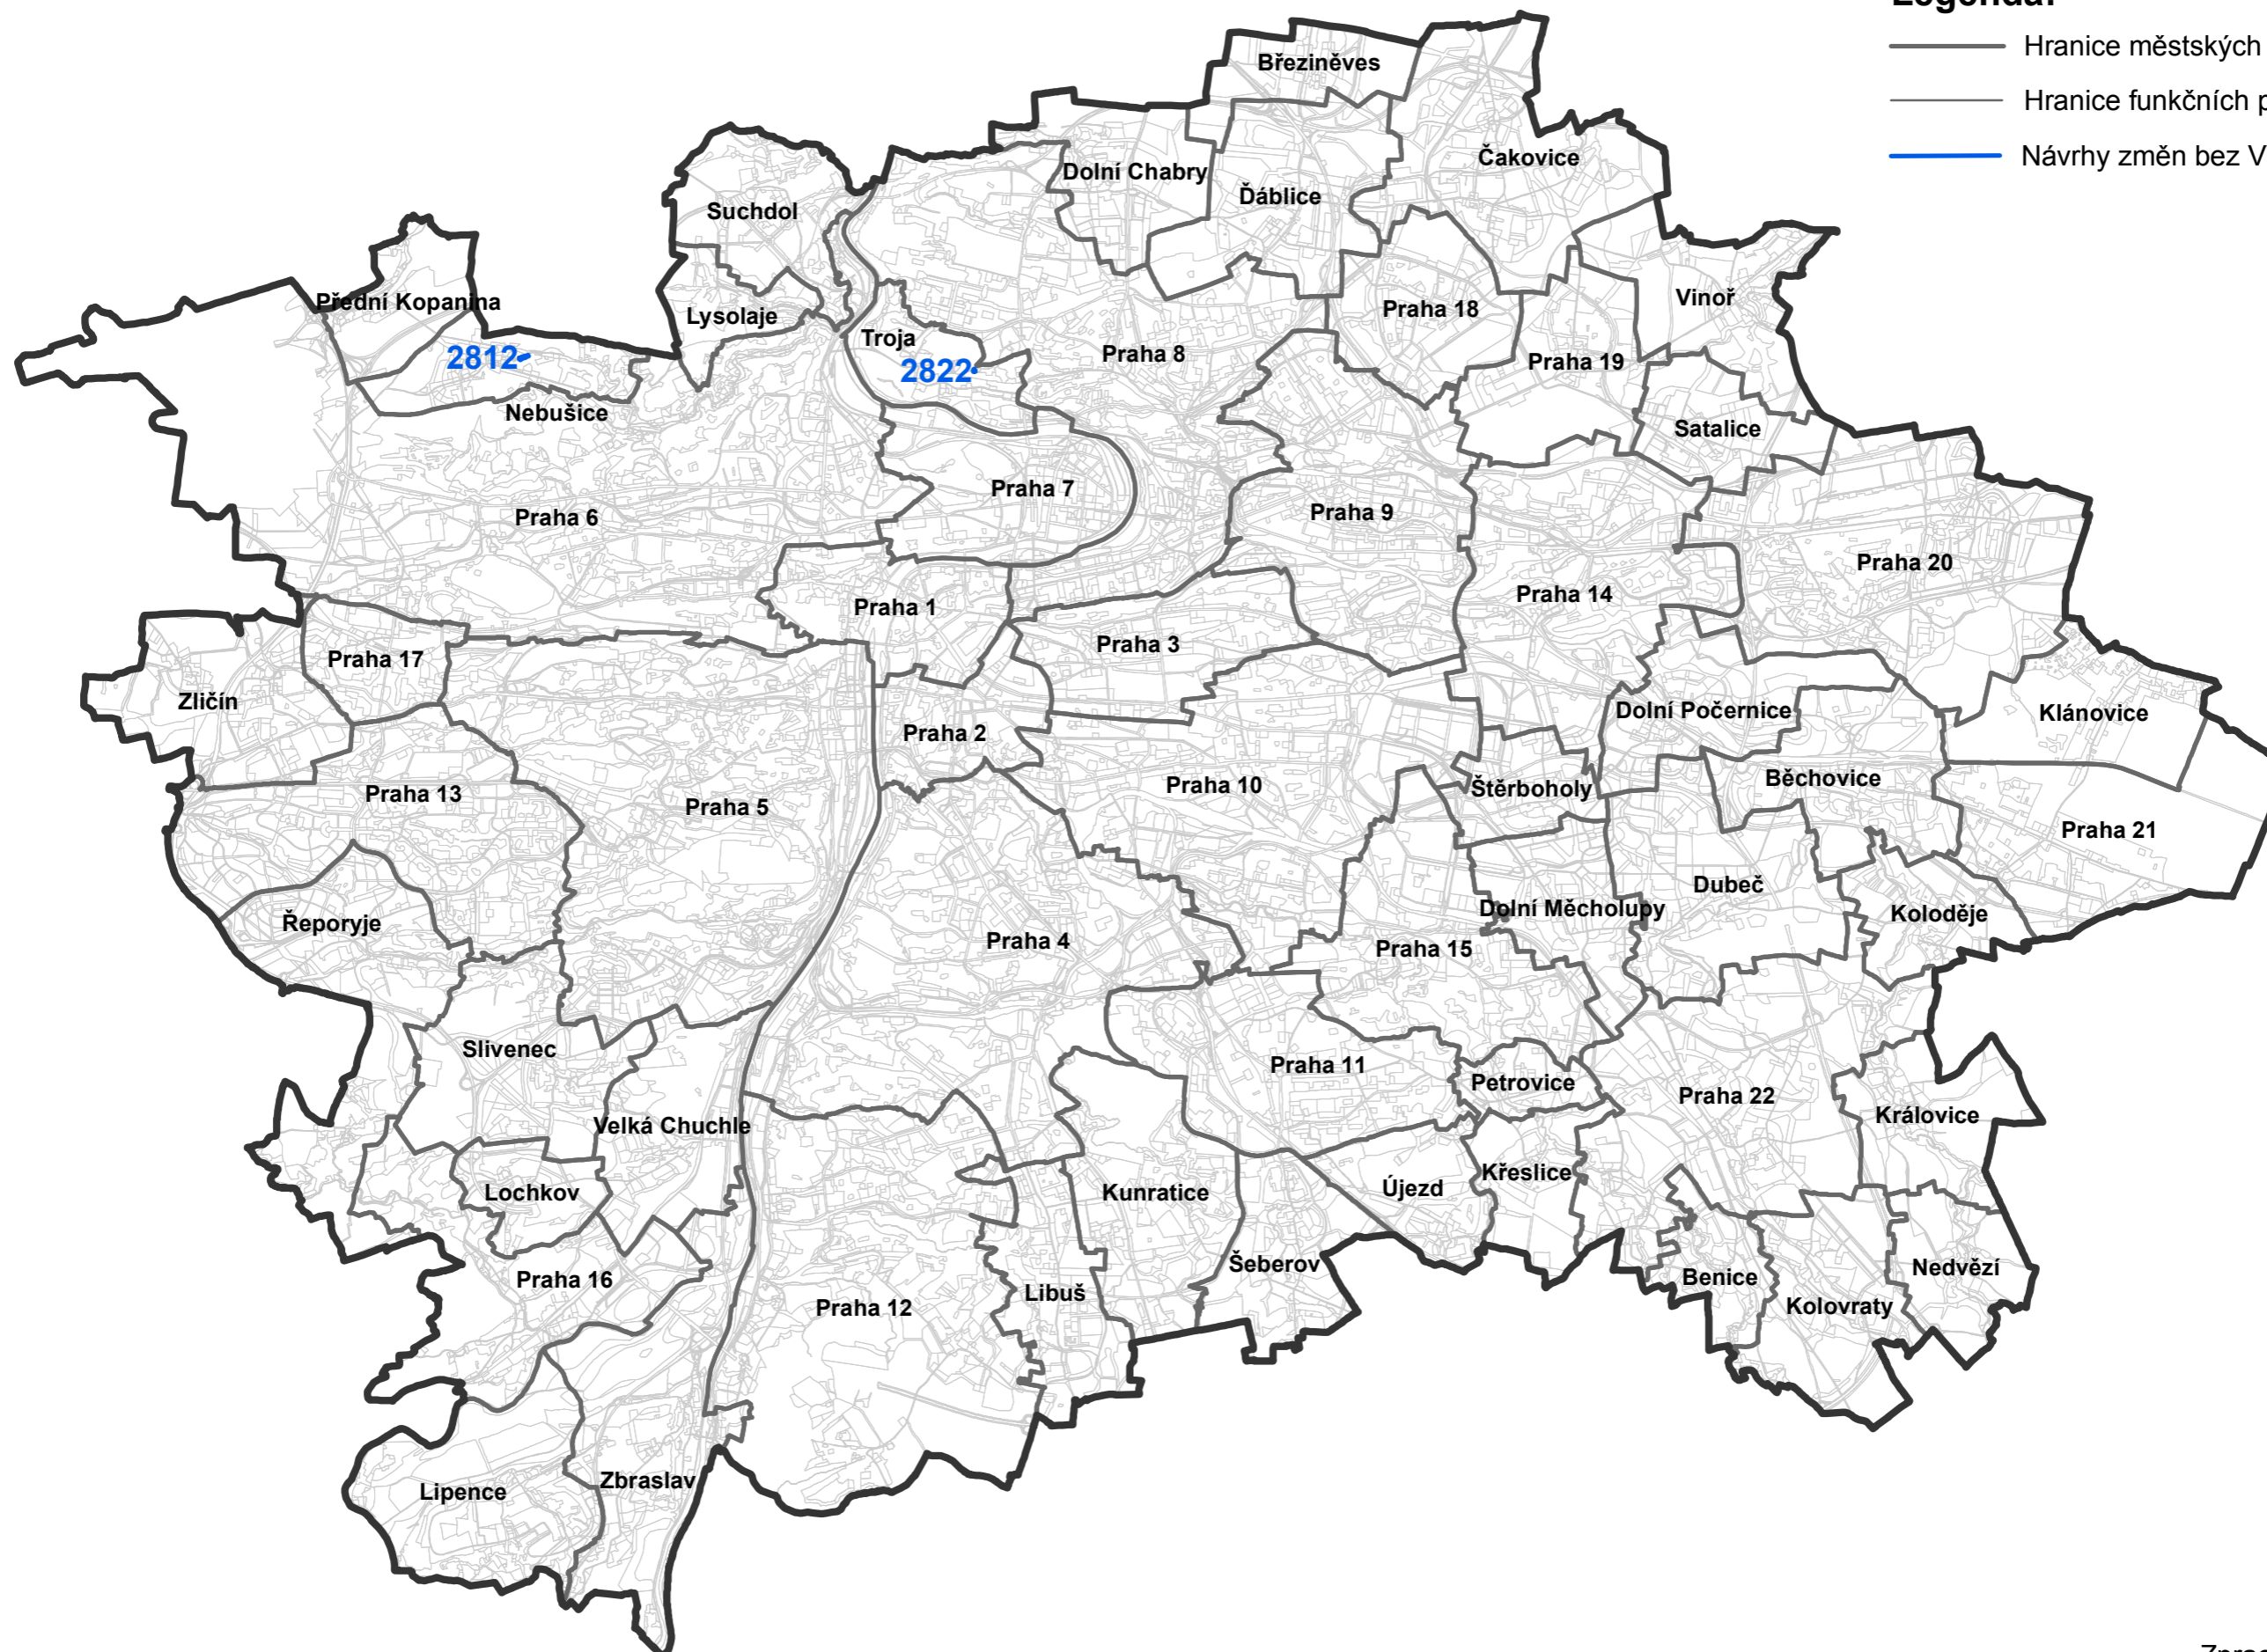 Legenda:
Hranice městských
Hranice funkčních p
Návrhy změn bez V
Březiněves
Čakovice
Dolní Chabry
Ďáblice
Suchdol
Přední Kopanina
Lysolaje
Vinoř
Praha 18
Troja
Praha 8
Praha 19
2812
2822
Nebušice
Satalice
Praha 7
Praha 6
Praha 9
Praha 20
Praha 14
Praha 1
Praha 3
Praha 17
Zličín
Dolní Počernice
Klánovice
Praha 2
Běchovice
Praha 10
Štěrboholy
Praha 13
Praha 5
Praha 21
Dubeč
Dolní Měcholupy
Koloděje
Řeporyje
Praha 4
Praha 15
Slivenec
Praha 11
Petrovice
Praha 22
Královice
Velká Chuchle
Křeslice
Újezd
Lochkov
Kunratice
Šeberov
Nedvězí
Benice
Praha 16
Libuš
Kolovraty
Praha 12
Zbraslav
Lipence